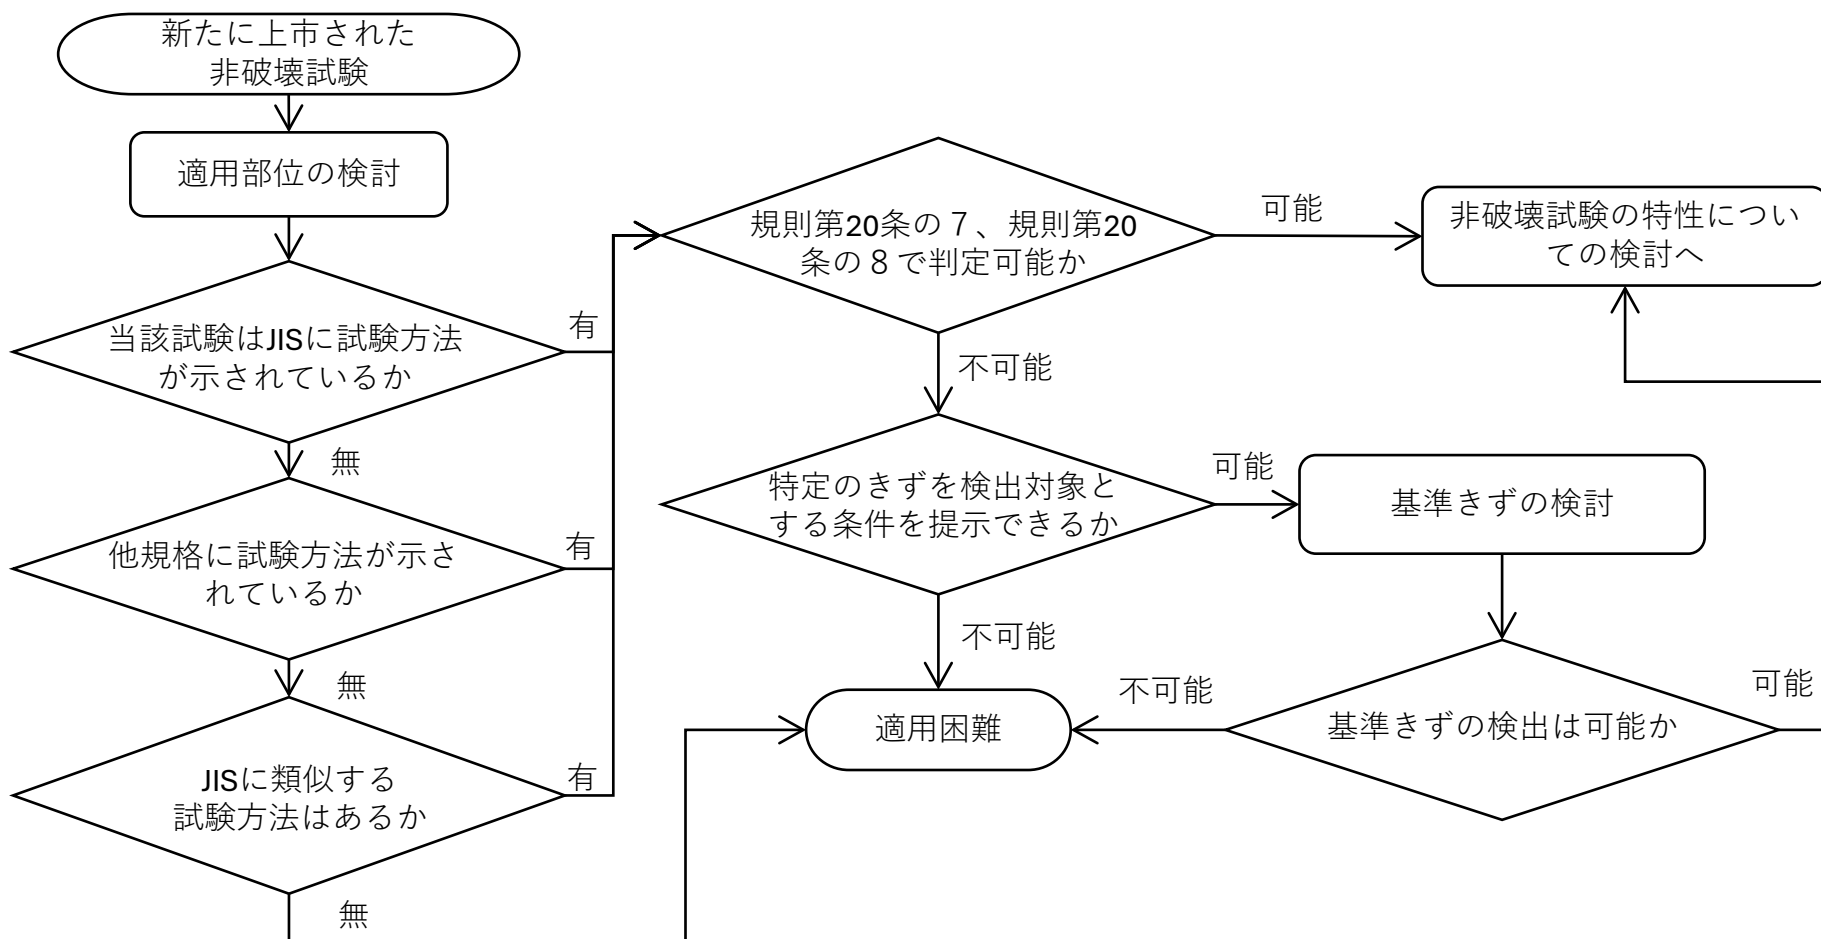 新たに上市された
非破壊試験
適用部位の検討
当該試験はJISに試験方法
が示されているか
有
無
他規格に試験方法が示さ
れているか
有
無
JISに類似する
試験方法はあるか
有
無
規則第20条の７、規則第20
条の８で判定可能か
可能
不可能
非破壊試験の特性につい
ての検討へ
特定のきずを検出対象と
する条件を提示できるか
可能
不可能
基準きずの検討
適用困難
不可能
基準きずの検出は可能か
可能